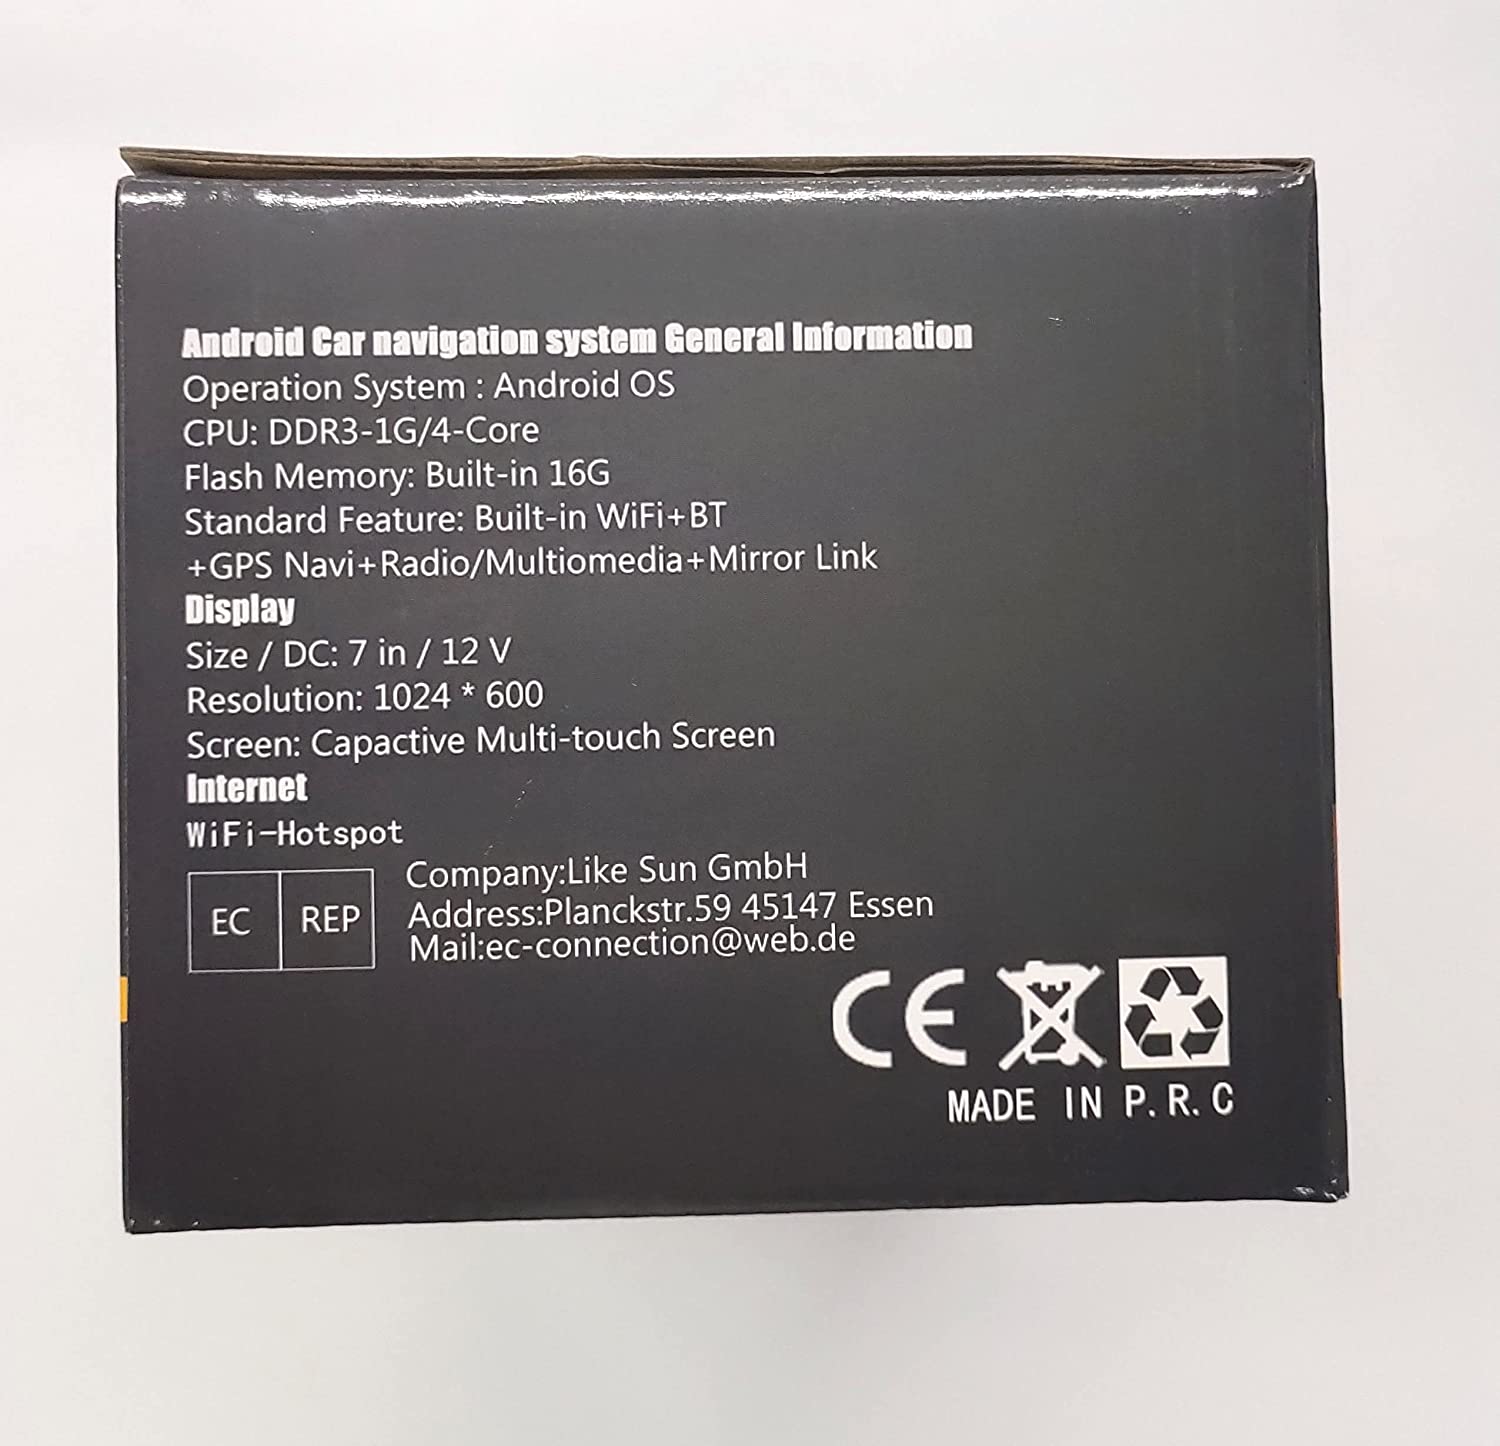 Android Car navigation system General Information
Operation System : Android OS
CPU: DDR3-1G/4-Core
Flash Memory: Built-in 16G
Standard Feature: Built-in WiFi+BT
+GPS Navi+Radio/Multiomedia+Mirror Link
Display
Size / DC: 7 in / 12 V
Resolution: 1024 * 600
Screen: Capactive Multi-touch Screen
Internet
WiFi-Hotspot
EC REP
Company:Like Sun GmbH
Address:Planckstr.59 45147 Essen
Mail:ec-connection@web.de
CE
MADE IN P.R.C